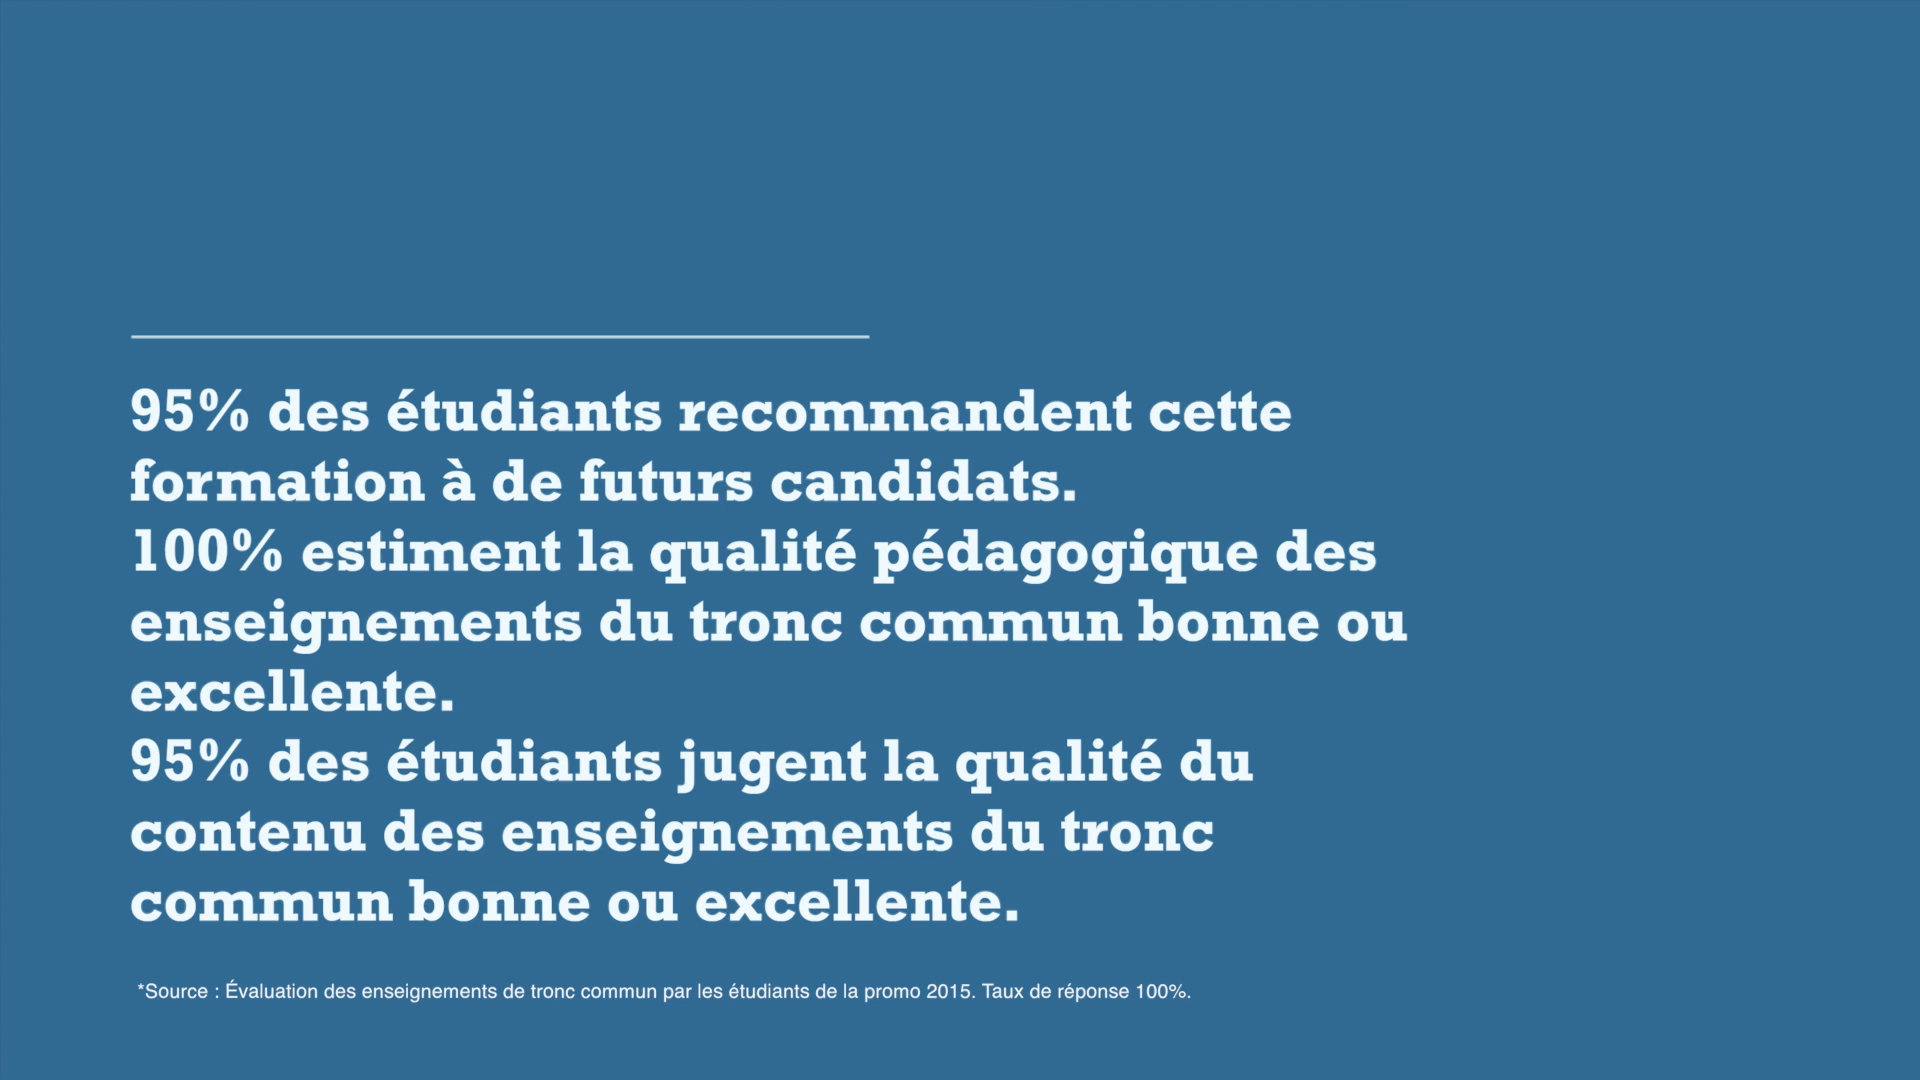 95% des étudiants recommandent cette
formation à de futurs candidats.
100% estiment la qualité pédagogique des
enseignements du tronc commun bonne ou
excellente.
95% des étudiants jugent la qualité du
contenu des enseignements du tronc
commun bonne ou excellente.
*Source : Évaluation des enseignements de tronc commun par les étudiants de la promo 2015. Taux de réponse 100%.